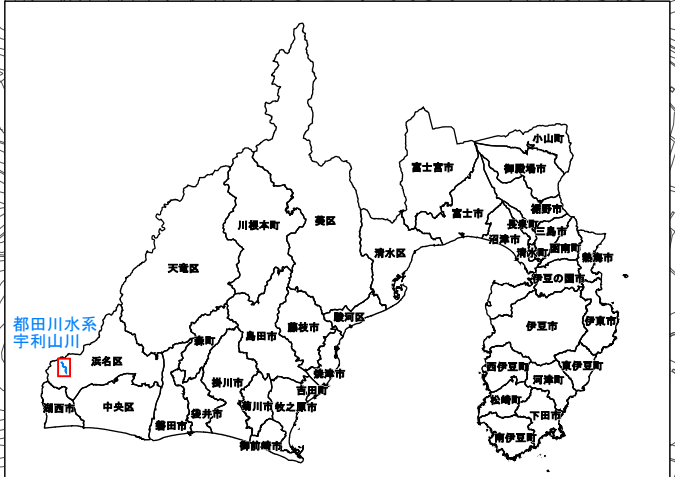 小山町
富士宮市
御殿場市
裾野市
葵区
富士市
長泉町
三島市
川根本町
沼津市
清水町
函南町
清水区
熱海市
天竜区
伊豆の国市
駿河区
都田川水系
宇利山川
伊東市
藤枝市
伊豆市
森町
島田市
浜名区
西伊豆町
東伊豆町
焼津市
掛川市
河津町
吉田町
松崎町
湖西市
中央区
袋井市
菊川市
牧之原市
下田市
磐田市
南伊豆町
御前崎市